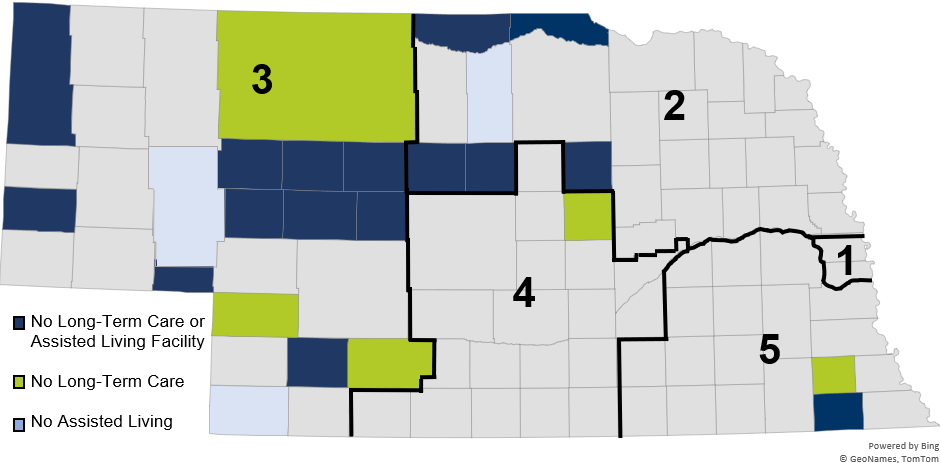 3
2
1
4
5
No Long-Term Care or
Assisted Living Facility
No Long-Term Care
No Assisted Living
Powered by Bing
© GeoNames, TomTom